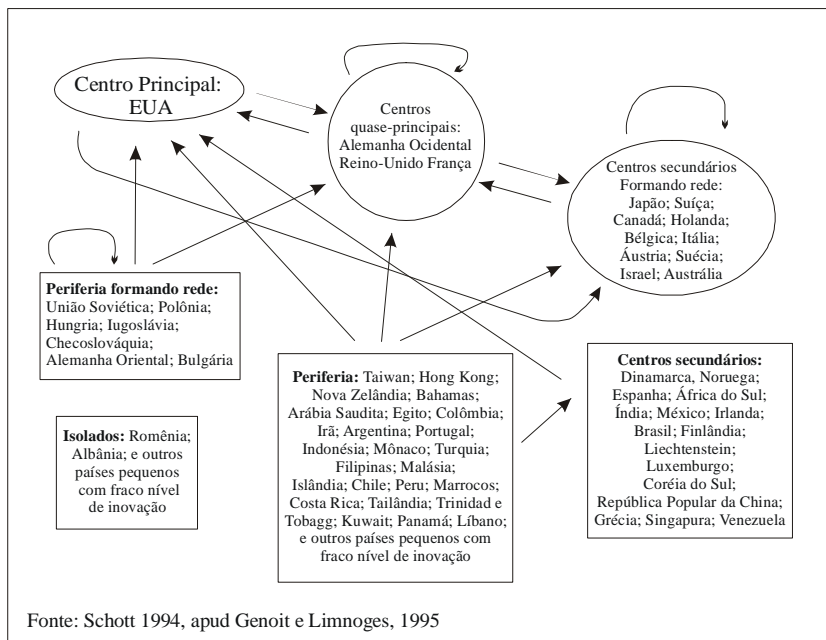 Centro Principal:
EUA
Centros
quase-principais:
Alemanha Ocidental
Reino-Unido França
Centros secundários
Formando rede:
Japão; Suíça;
Canadá; Holanda;
Bélgica; Itália;
Áustria; Suécia;
Israel; Austrália
Periferia formando rede:
União Soviética; Polônia;
Hungria; Iugoslávia;
Checoslováquia;
Alemanha Oriental; Bulgária
Isolados: Romênia;
Albânia; e outros
países pequenos
com fraco nível
de inovação
Periferia: Taiwan; Hong Kong;
Nova Zelândia; Bahamas;
Arábia Saudita; Egito; Colômbia;
Irã; Argentina; Portugal;
Indonésia; Mônaco; Turquia;
Filipinas; Malásia;
Islândia; Chile; Peru; Marrocos;
Costa Rica; Tailândia; Trinidad e
Tobagg; Kuwait; Panamá; Líbano;
e outros países pequenos com
fraco nível de inovação
Centros secundários:
Dinamarca, Noruega;
Espanha; África do Sul;
Índia; México; Irlanda;
Brasil; Finlândia;
Liechtenstein;
Luxemburgo;
Coréia do Sul;
República Popular da China;
Grécia; Singapura; Venezuela
Fonte: Schott 1994, apud Genoit e Limnoges, 1995